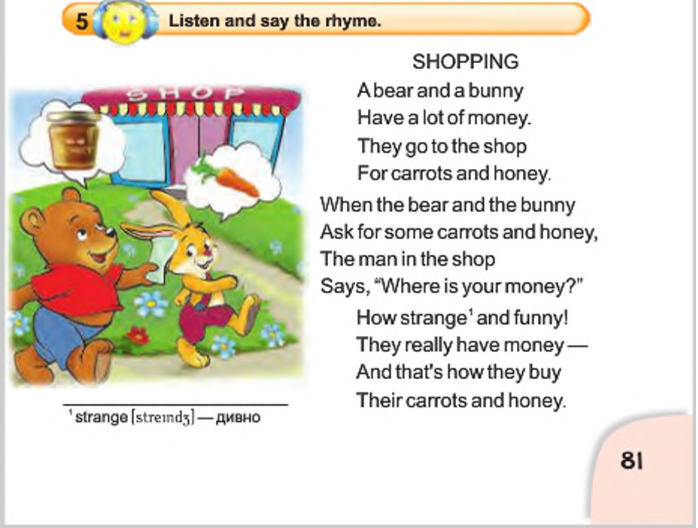 5 Listen and say the rhyme.
SHOP
SHOPPING
A bear and a bunny
Have a lot of money.
They go to the shop
For carrots and honey.
When the bear and the bunny
Ask for some carrots and honey,
The man in the shop
Says, “Where is your money?”
How strange¹ and funny!
They really have money —
And that's how they buy
Their carrots and honey.
¹ strange [streɪndʒ] — дивно
81